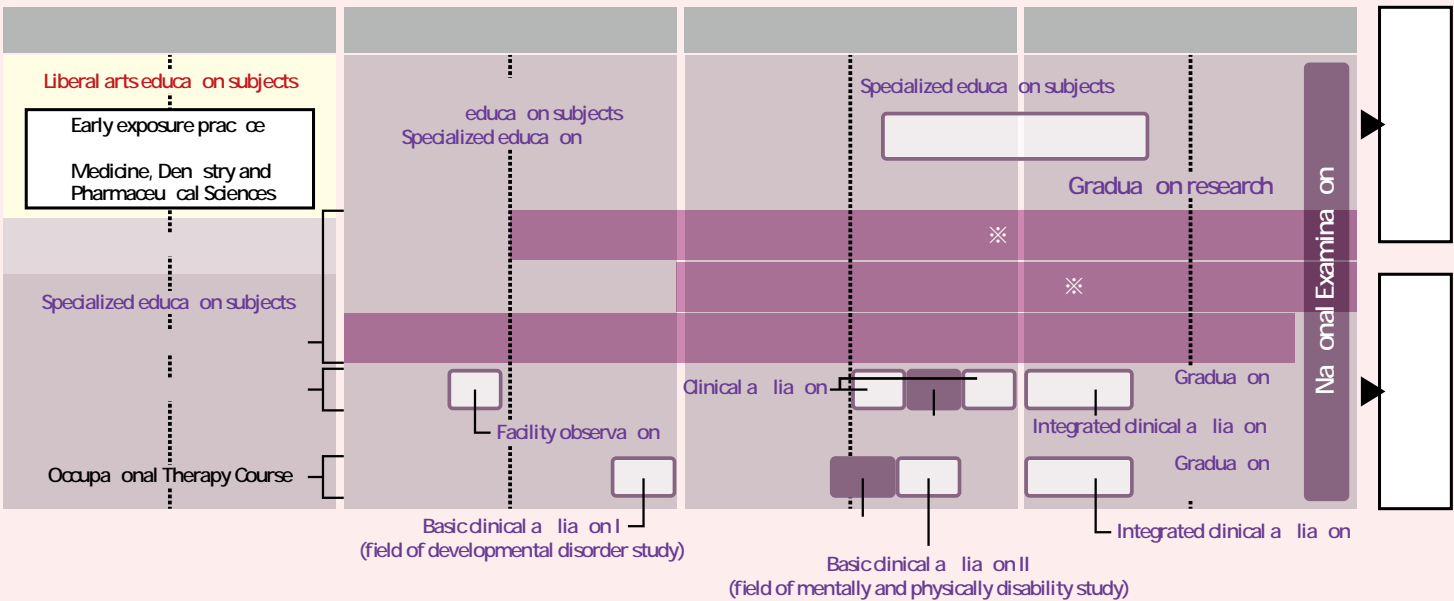 Liberal arts educa on subjects
Early exposure prac ce
Medicine, Den stry and
Pharmaceu cal Sciences
Specialized educa on subjects
educa on subjects
Specialized educa on
Specialized educa on subjects
Gradua on research
※
※
Na onal Examina on
Clinical a lia on
Gradua on
Facility observa on
Integrated clinical a lia on
Occupa onal Therapy Course
Gradua on
Basic clinical a lia on I
(field of developmental disorder study)
Integrated clinical a lia on
Basic clinical a lia on II
(field of mentally and physically disability study)